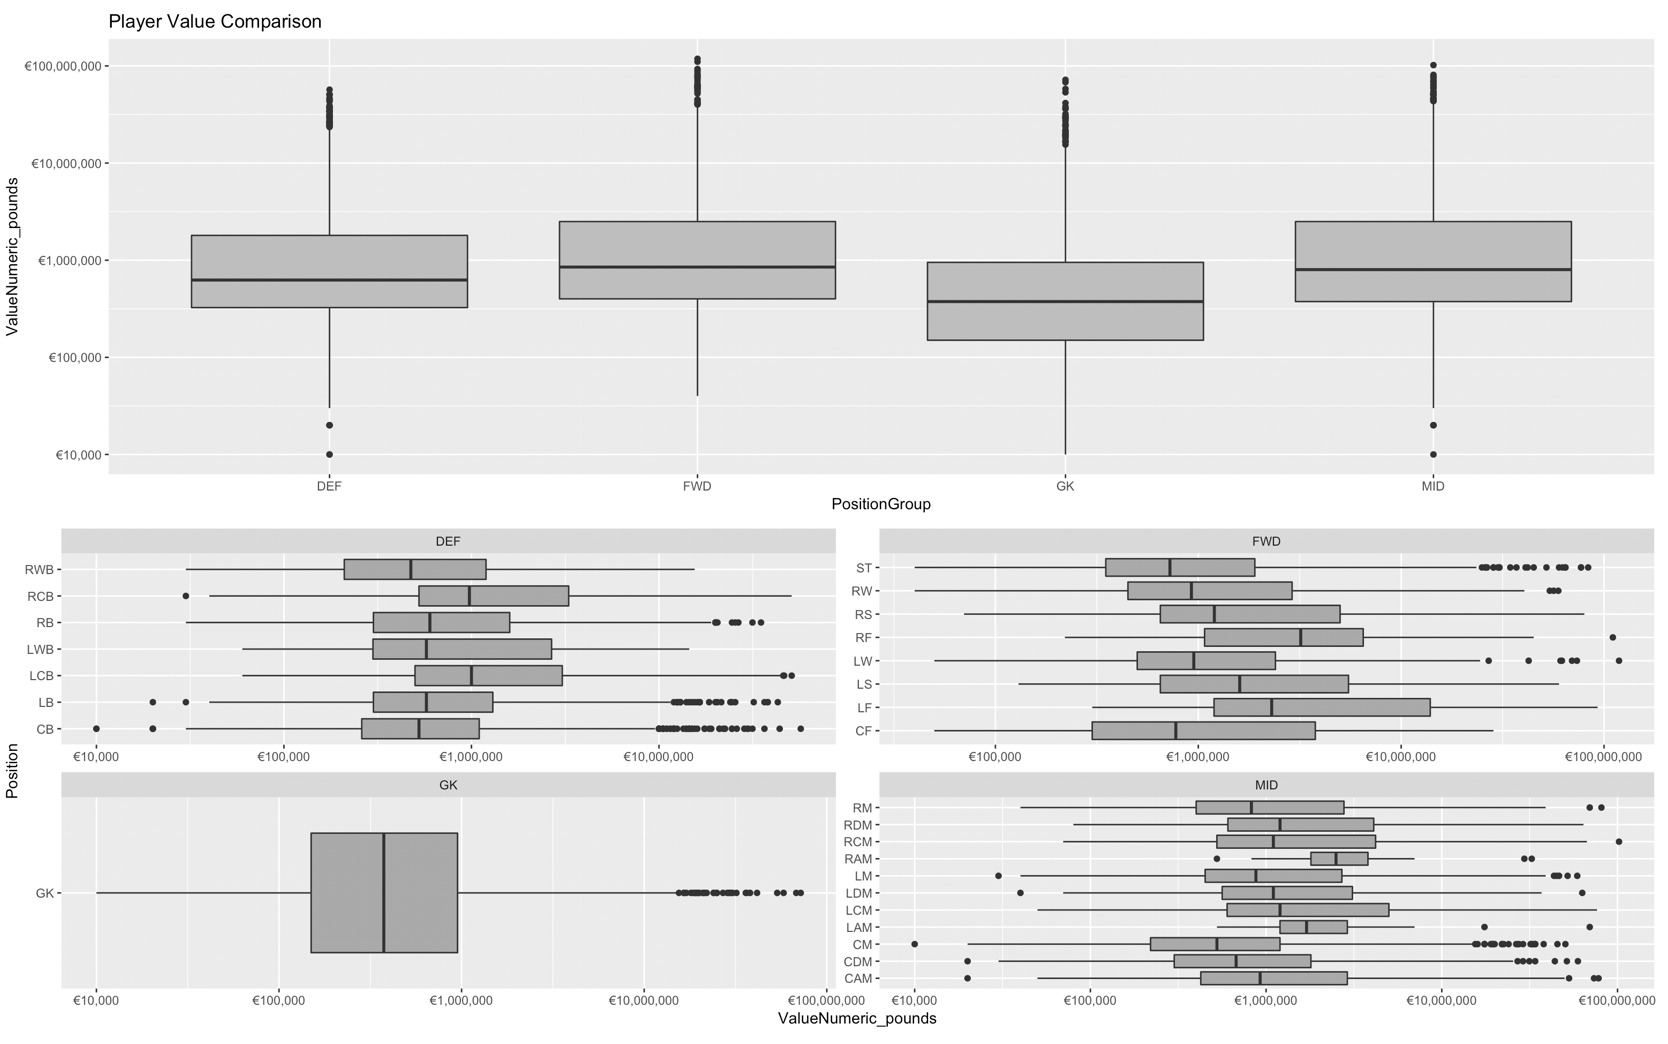 Player Value Comparison
ValueNumeric_pounds
€100,000,000
€10,000,000
€1,000,000
€100,000
€10,000
DEF FWD GK MID
PositionGroup
Position
DEF
RWB
RCB
RB
LWB
LCB
LB
CB
€10,000 €100,000 €1,000,000 €10,000,000
FWD
ST
RW
RS
RF
LW
LS
LF
CF
€100,000 €1,000,000 €10,000,000 €100,000,000
GK
GK
€10,000 €100,000 €1,000,000 €10,000,000 €100,000,000
MID
RM
RDM
RCM
RAM
LM
LDM
LCM
LAM
CM
CDM
CAM
€10,000 €100,000 €1,000,000 €10,000,000 €100,000,000
ValueNumeric_pounds